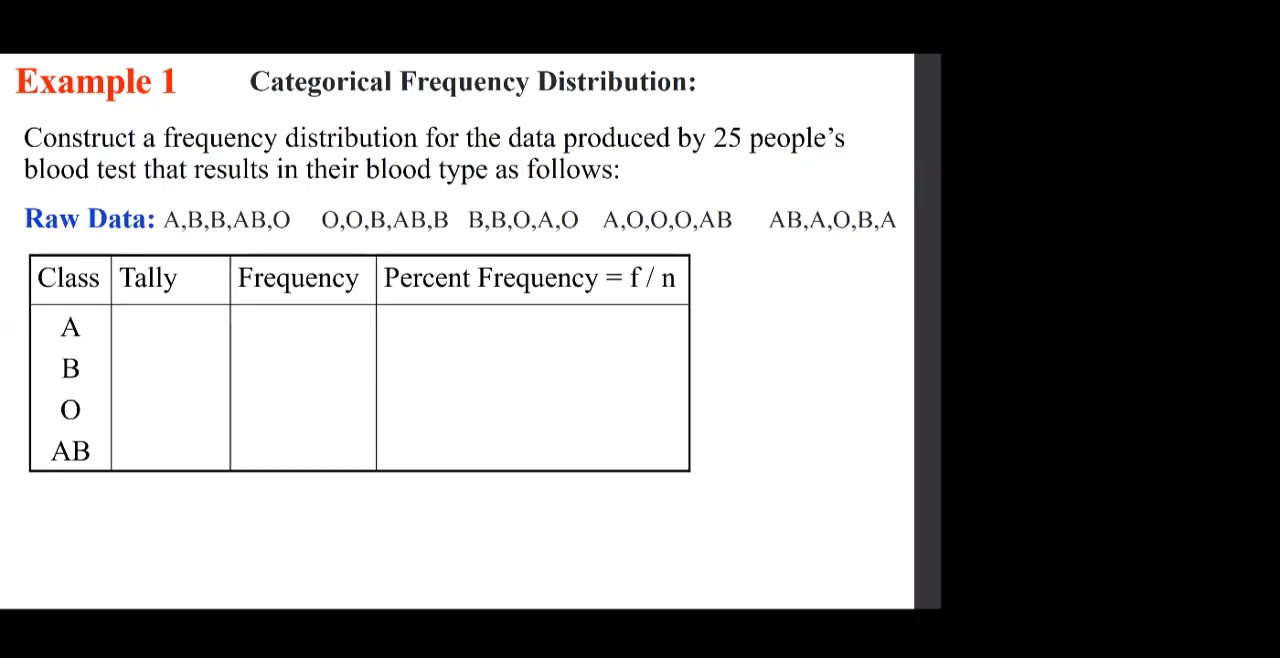 Example 1 Categorical Frequency Distribution:
Construct a frequency distribution for the data produced by 25 people’s
blood test that results in their blood type as follows:
Raw Data: A,B,B,AB,O O,O,B,AB,B B,B,O,A,O A,O,O,O,AB AB,A,O,B,A
Class Tally Frequency Percent Frequency = f / n
A
B
O
AB